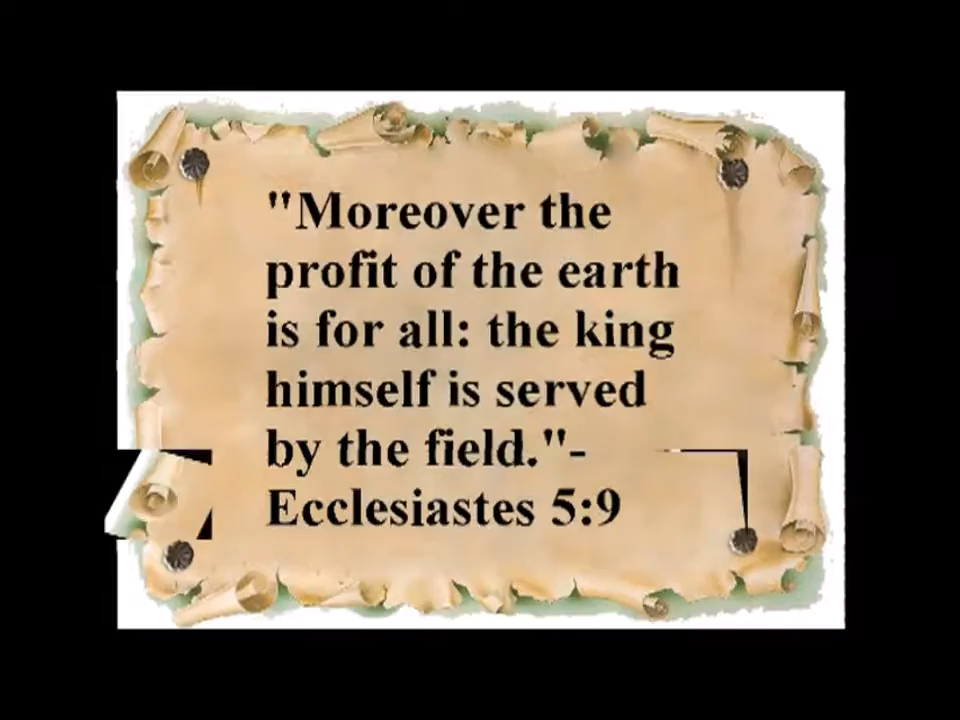 "Moreover the
profit of the earth
is for all: the king
himself is served
by the field."-
Ecclesiastes 5:9